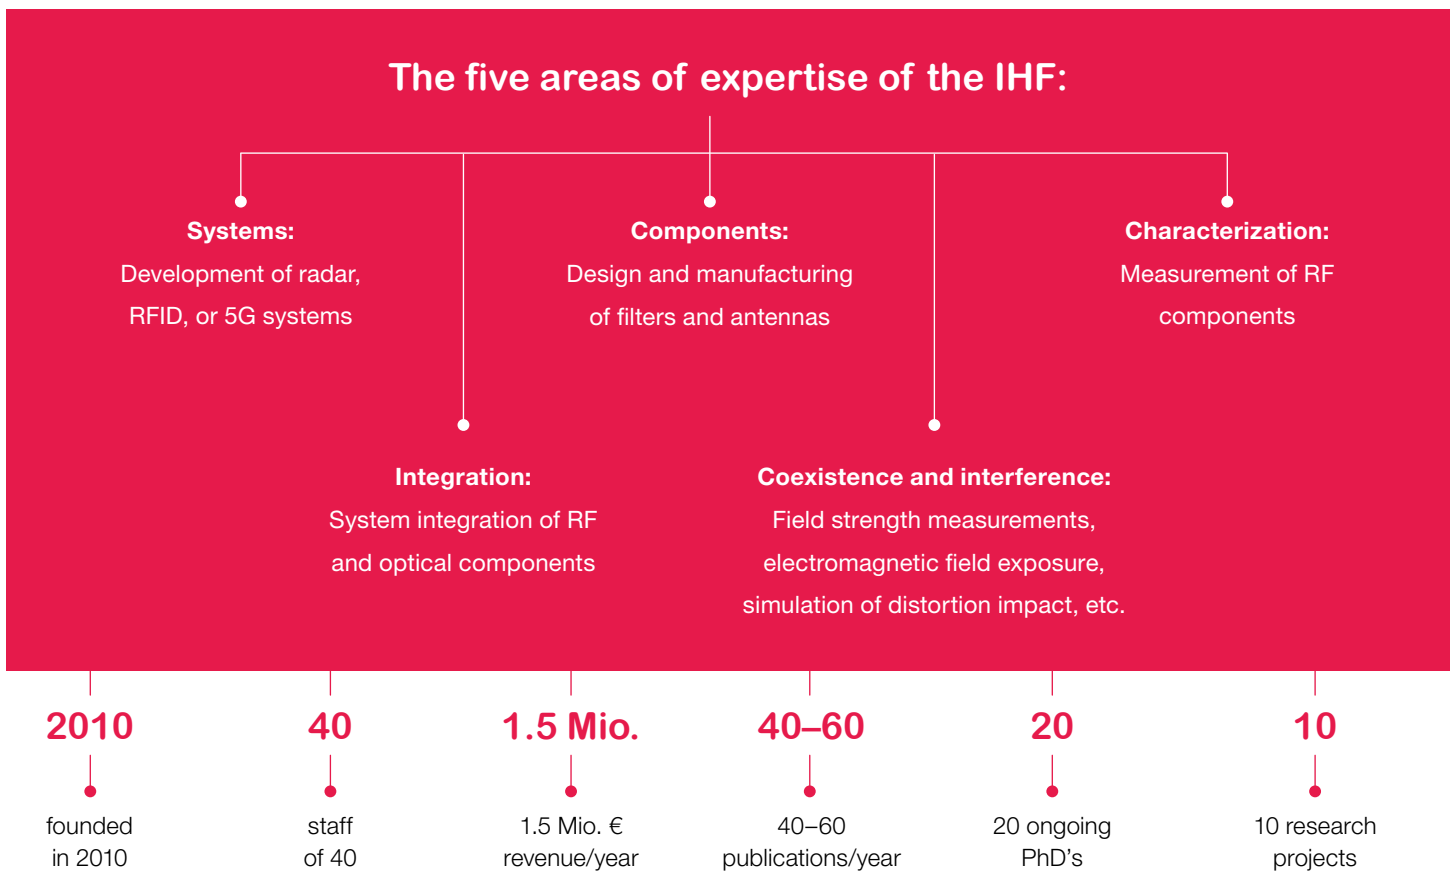 The five areas of expertise of the IHF:
Systems:
Development of radar,
RFID, or 5G systems
Components:
Design and manufacturing
of filters and antennas
Characterization:
Measurement of RF
components
Integration:
System integration of RF
and optical components
Coexistence and interference:
Field strength measurements,
electromagnetic field exposure,
simulation of distortion impact, etc.
2010
founded
in 2010
40
staff
of 40
1.5 Mio.
1.5 Mio. €
revenue/year
40–60
40–60
publications/year
20
20 ongoing
PhD’s
10
10 research
projects